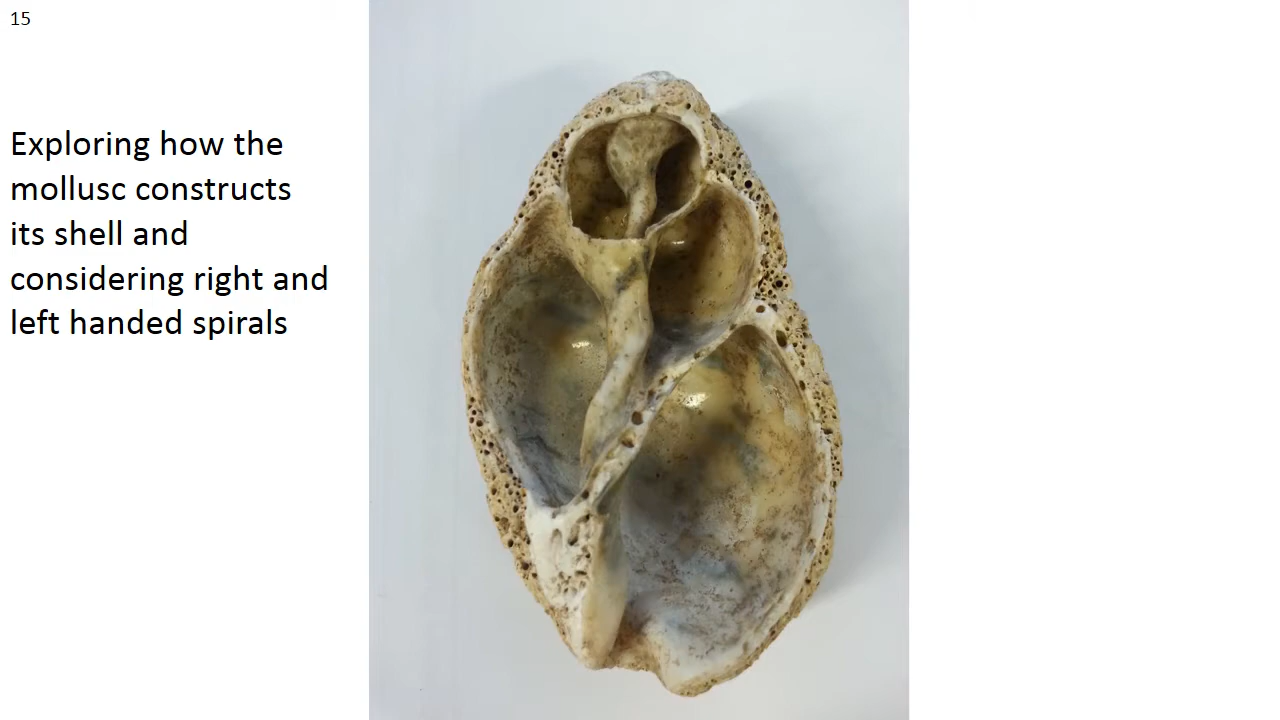 15
Exploring how the
mollusc constructs
its shell and
considering right and
left handed spirals